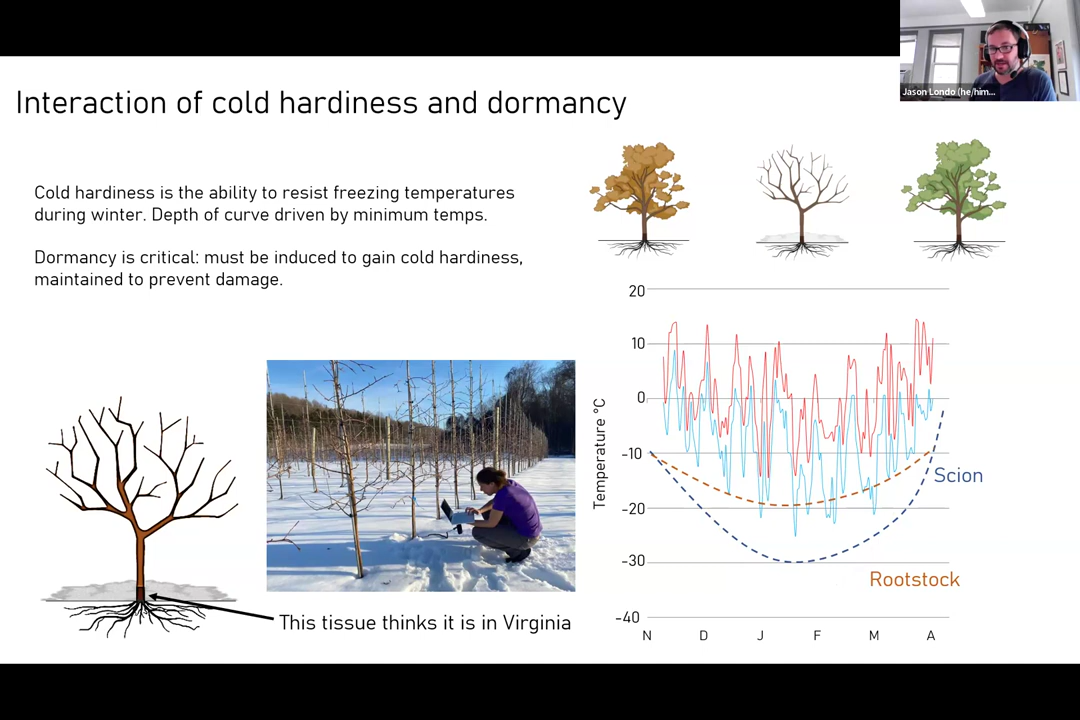 Jason Londo (he/him...
Interaction of cold hardiness and dormancy
Cold hardiness is the ability to resist freezing temperatures
during winter. Depth of curve driven by minimum temps.
Dormancy is critical: must be induced to gain cold hardiness,
maintained to prevent damage.
This tissue thinks it is in Virginia
Temperature °C
20
10
0
-10
-20
-30
-40
N D J F M A
Scion
Rootstock